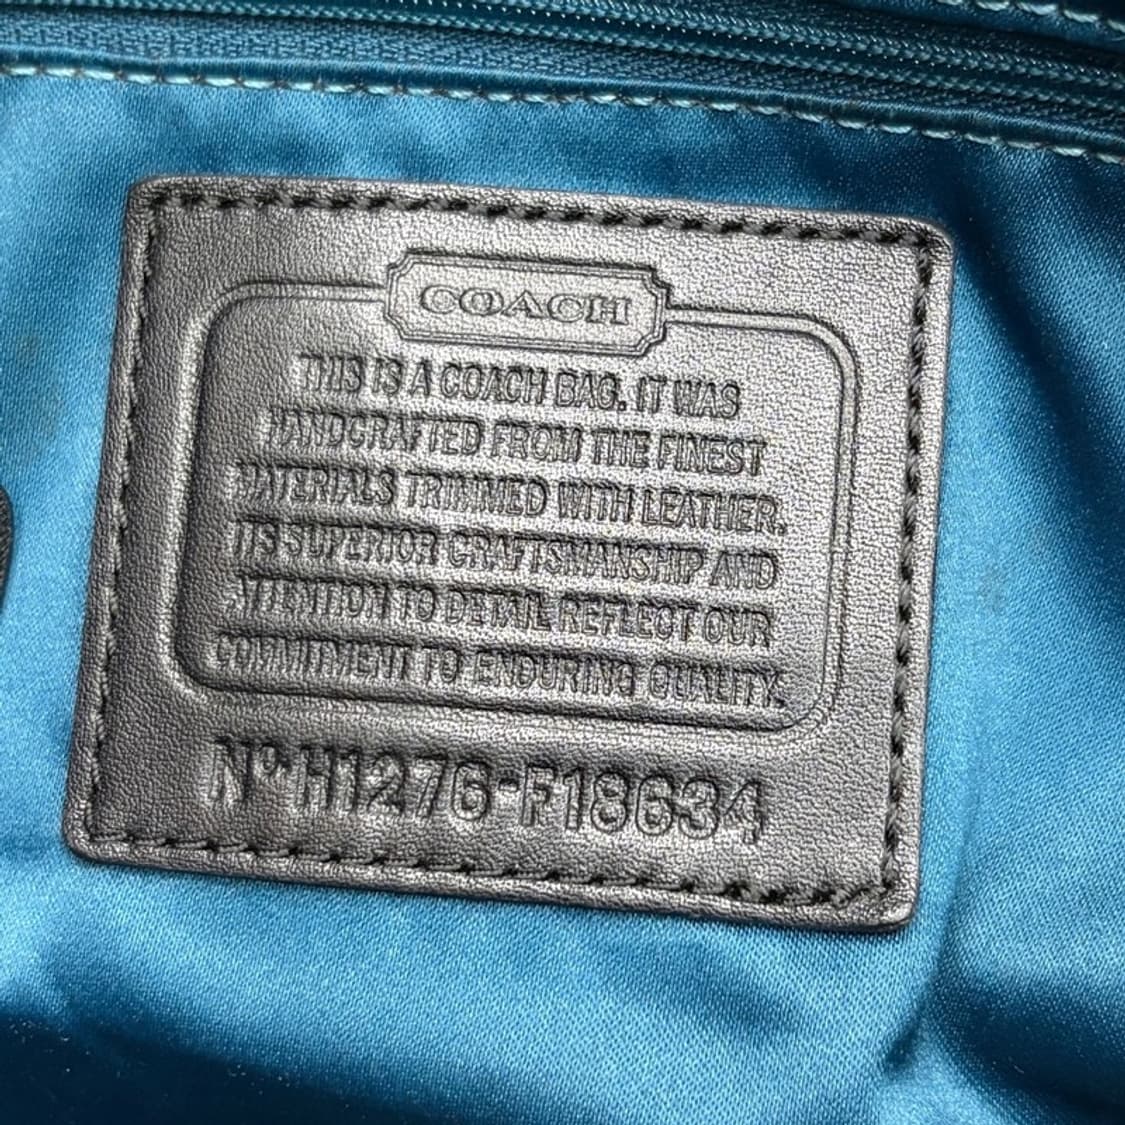 COACH
THIS IS A COACH BAG. IT WAS
HANDCRAFTED FROM THE FINEST
MATERIALS TRIMMED WITH LEATHER.
ITS SUPERIOR CRAFTSMANSHIP AND
ATTENTION TO DETAIL REFLECT OUR
COMMITMENT TO ENDURING QUALITY.
Nº H1276-F18634